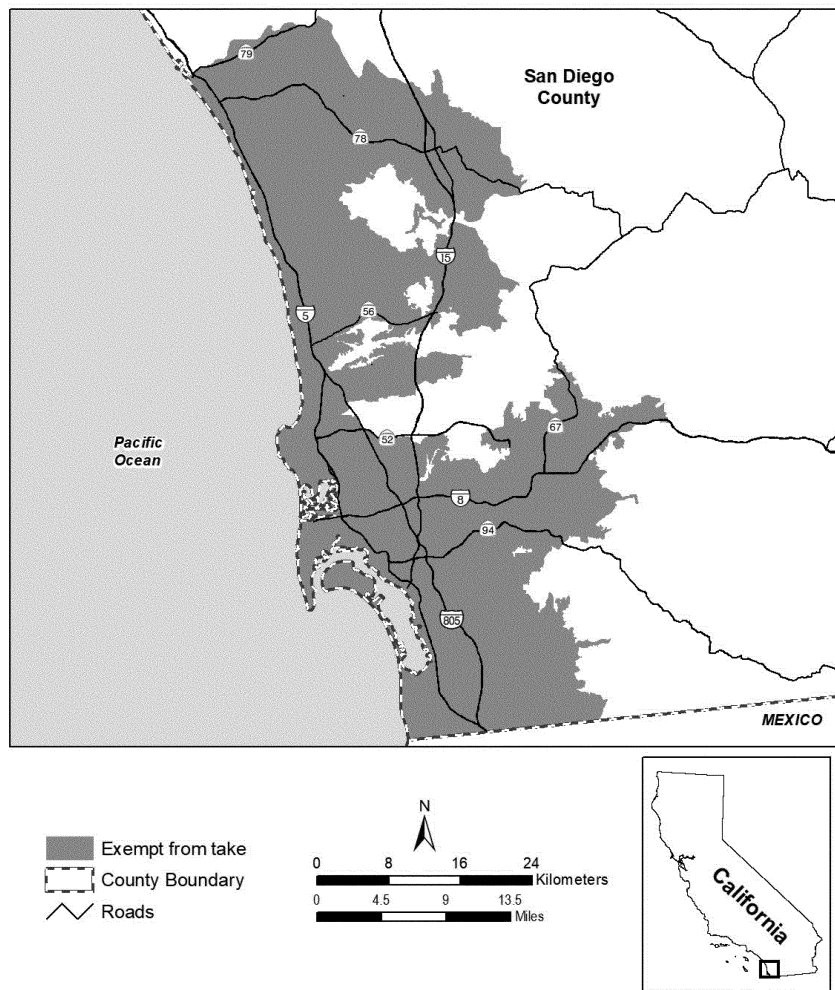 San Diego
County
79
78
15
5
56
67
52
Pacific
Ocean
8
94
805
MEXICO
N
Exempt from take
County Boundary
Roads
0 8 16 24
Kilometers
0 4.5 9 13.5
Miles
California